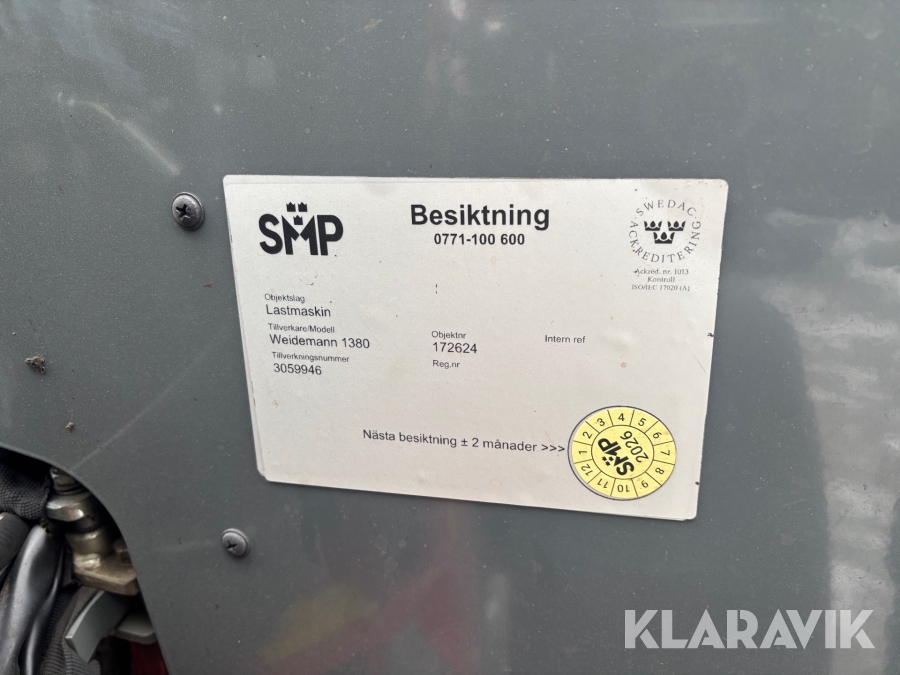 SMP
Besiktning
0771-100 600
SWEDAC
ACKREDITERING
Ackred. nr. 1013
Kontroll
ISO/IEC 17020 (A)
Objektslag
Lastmaskin
Tillverkare/Modell
Weidemann 1380
Tillverkningsnummer
3059946
Objektnr
172624
Reg.nr
Intern ref
Nästa besiktning ± 2 månader >>>
1 2 3 4 5 6 7 8 9 10 11 12
SMP
2026
KLARAVIK